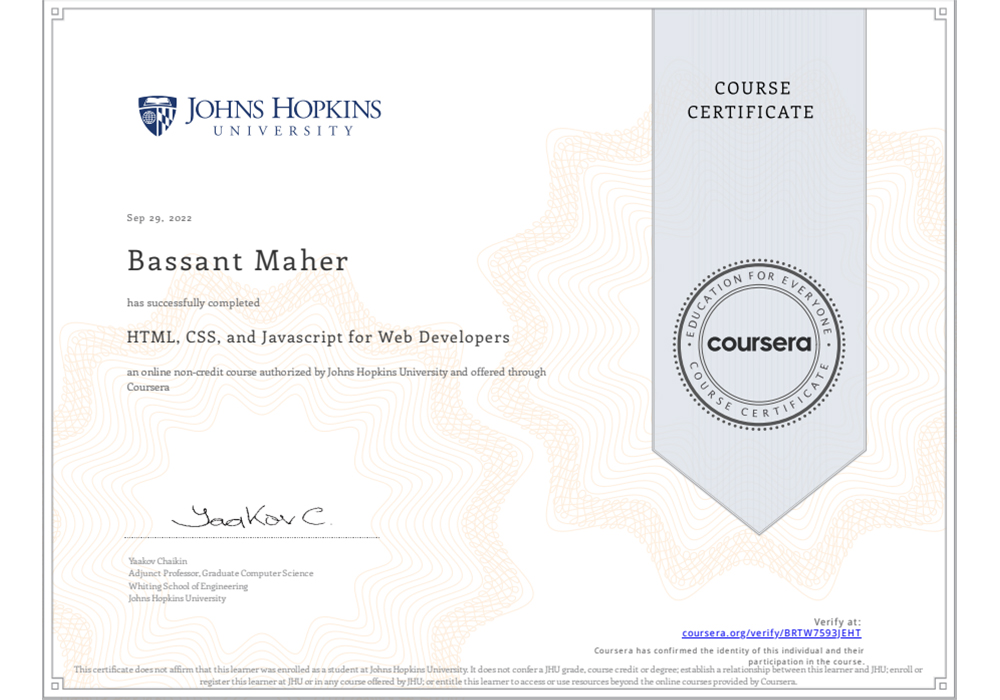 JOHNS HOPKINS
UNIVERSITY
COURSE
CERTIFICATE
Sep 29, 2022
Bassant Maher
has successfully completed
HTML, CSS, and Javascript for Web Developers
an online non-credit course authorized by Johns Hopkins University and offered through
Coursera
EDUCATION FOR EVERYONE
coursera
COURSE CERTIFICATE
Yaakov C.
Yaakov Chaikin
Adjunct Professor, Graduate Computer Science
Whiting School of Engineering
Johns Hopkins University
Verify at:
coursera.org/verify/BRTW7593JEHT
Coursera has confirmed the identity of this individual and their
participation in the course.
This certificate does not affirm that this learner was enrolled as a student at Johns Hopkins University. It does not confer a JHU grade, course credit or degree; establish a relationship between this learner and JHU; enroll or
register this learner at JHU or in any course offered by JHU; or entitle this learner to access or use resources beyond the online courses provided by Coursera.